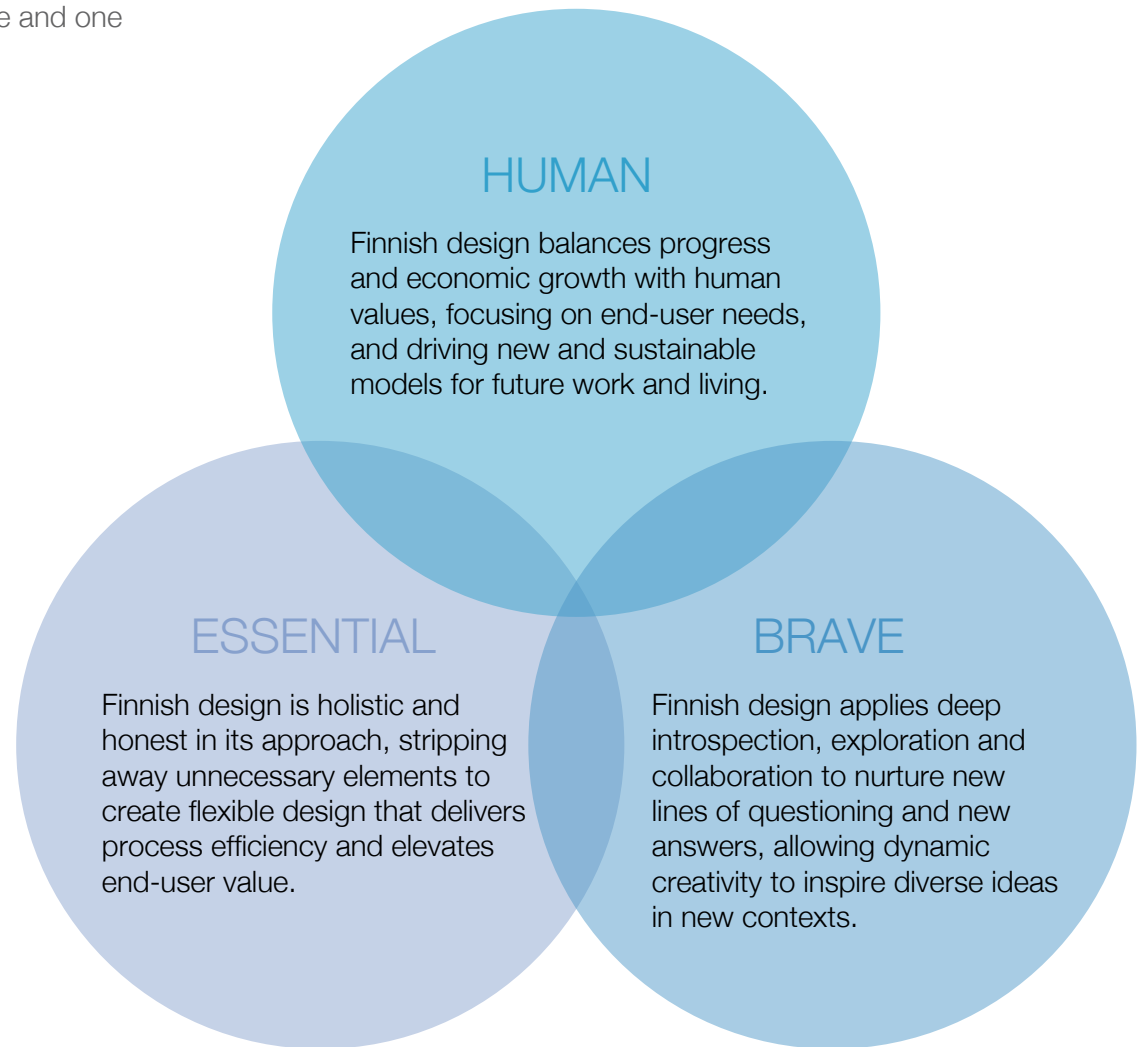 e and one
HUMAN
Finnish design balances progress
and economic growth with human
values, focusing on end-user needs,
and driving new and sustainable
models for future work and living.
ESSENTIAL
Finnish design is holistic and
honest in its approach, stripping
away unnecessary elements to
create flexible design that delivers
process efficiency and elevates
end-user value.
BRAVE
Finnish design applies deep
introspection, exploration and
collaboration to nurture new
lines of questioning and new
answers, allowing dynamic
creativity to inspire diverse ideas
in new contexts.